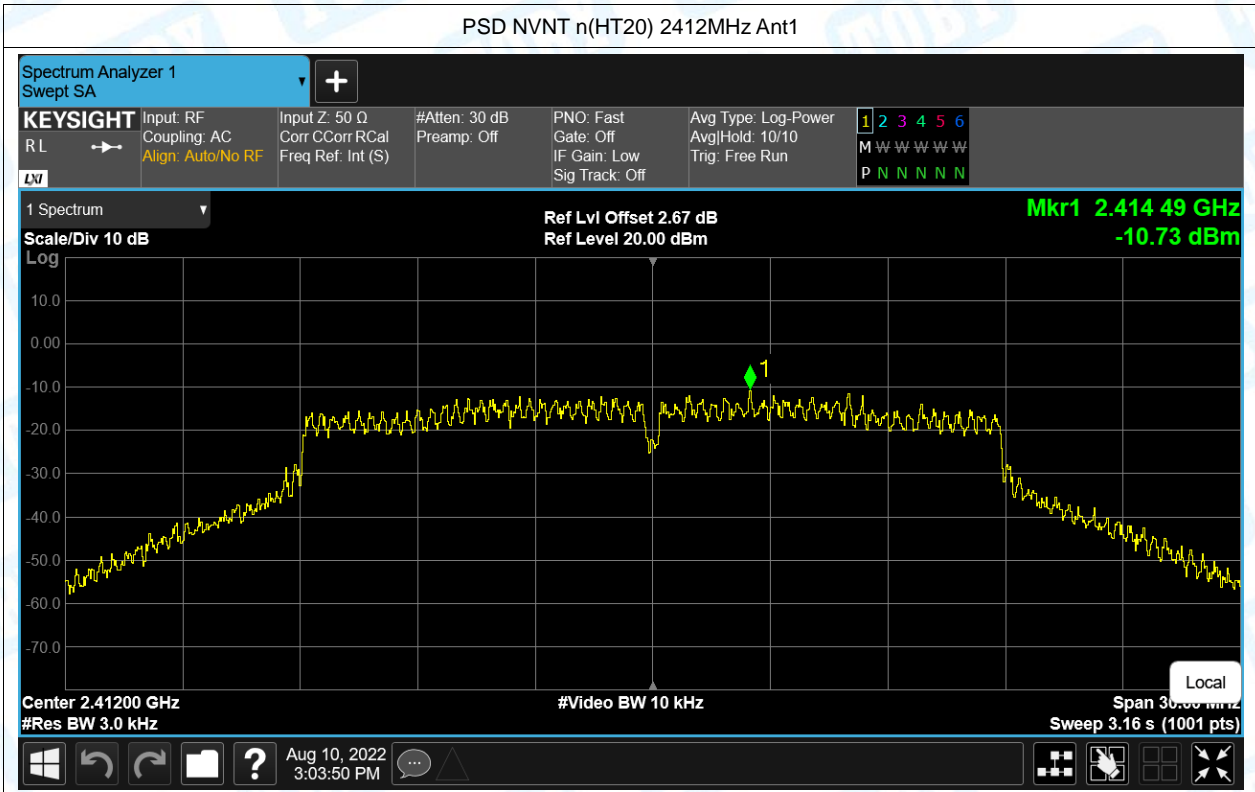 PSD NVNT n(HT20) 2412MHz Ant1
Spectrum Analyzer 1
Swept SA
KEYSIGHT
RL
LXI
Input: RF
Coupling: AC
Align: Auto/No RF
Input Z: 50 Ω
Corr CCorr RCal
Freq Ref: Int (S)
#Atten: 30 dB
Preamp: Off
PNO: Fast
Gate: Off
IF Gain: Low
Sig Track: Off
Avg Type: Log-Power
Avg|Hold: 10/10
Trig: Free Run
1 2 3 4 5 6
M W W W W W
P N N N N N
1 Spectrum
Scale/Div 10 dB
Ref Lvl Offset 2.67 dB
Ref Level 20.00 dBm
Mkr1 2.414 49 GHz
-10.73 dBm
Log
10.0
0.00
-10.0
-20.0
-30.0
-40.0
-50.0
-60.0
-70.0
1
Center 2.41200 GHz
#Res BW 3.0 kHz
#Video BW 10 kHz
Local
Span 30.00 MHz
Sweep 3.16 s (1001 pts)
?
Aug 10, 2022
3:03:50 PM